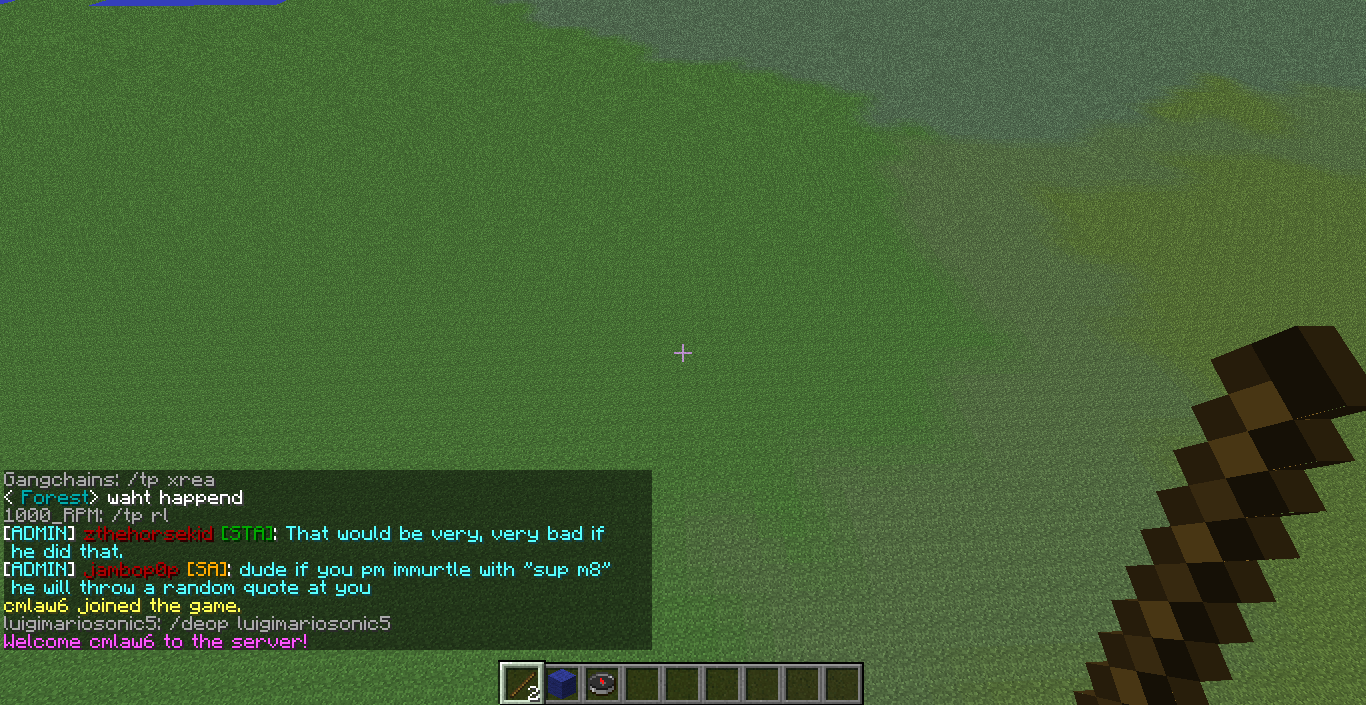 Gangchains: /tp xrea
< Forest> waht happend
1000_RPM: /tp rl
[ADMIN] zthehorsekid [STA]: That would be very, very bad if
he did that.
[ADMIN] jambop0p [SA]: dude if you pm immurtle with "sup m8"
he will throw a random quote at you
cmlaw6 joined the game.
luigimariosonic5: /deop luigimariosonic5
Welcome cmlaw6 to the server!
2